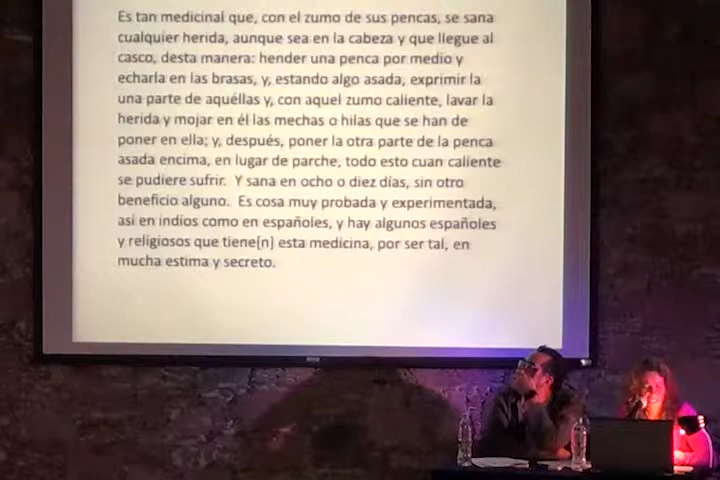 Es tan medicinal que, con el zumo de sus pencas, se sana
cualquier herida, aunque sea en la cabeza y que llegue al
casco, desta manera: hender una penca por medio y
echarla en las brasas, y, estando algo asada, exprimir la
una parte de aquéllas y, con aquel zumo caliente, lavar la
herida y mojar en él las mechas o hilas que se han de
poner en ella; y, después, poner la otra parte de la penca
asada encima, en lugar de parche, todo esto cuan caliente
se pudiere sufrir. Y sana en ocho o diez días, sin otro
beneficio alguno. Es cosa muy probada y experimentada,
así en indios como en españoles, y hay algunos españoles
y religiosos que tiene[n] esta medicina, por ser tal, en
mucha estima y secreto.